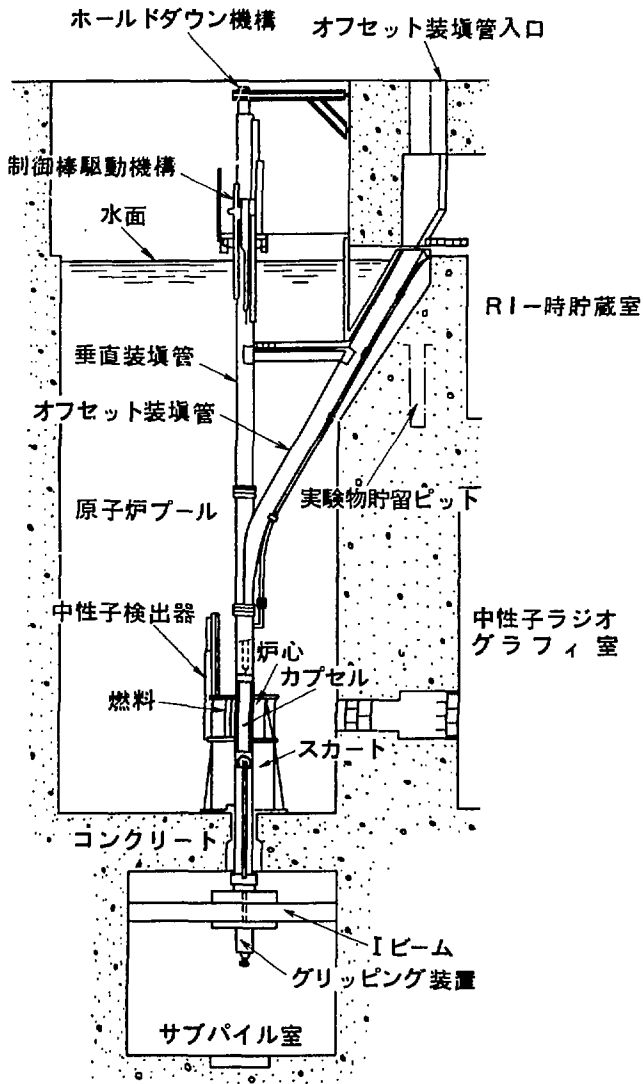 ホールドダウン機構
オフセット装塡管入口
制御棒駆動機構
水面
RI一時貯蔵室
垂直装塡管
オフセット装塡管
実験物貯留ピット
原子炉プール
中性子検出器
中性子ラジオ
グラフィ室
炉心
カプセル
燃料
スカート
コンクリート
Iビーム
グリッピング装置
サブパイル室